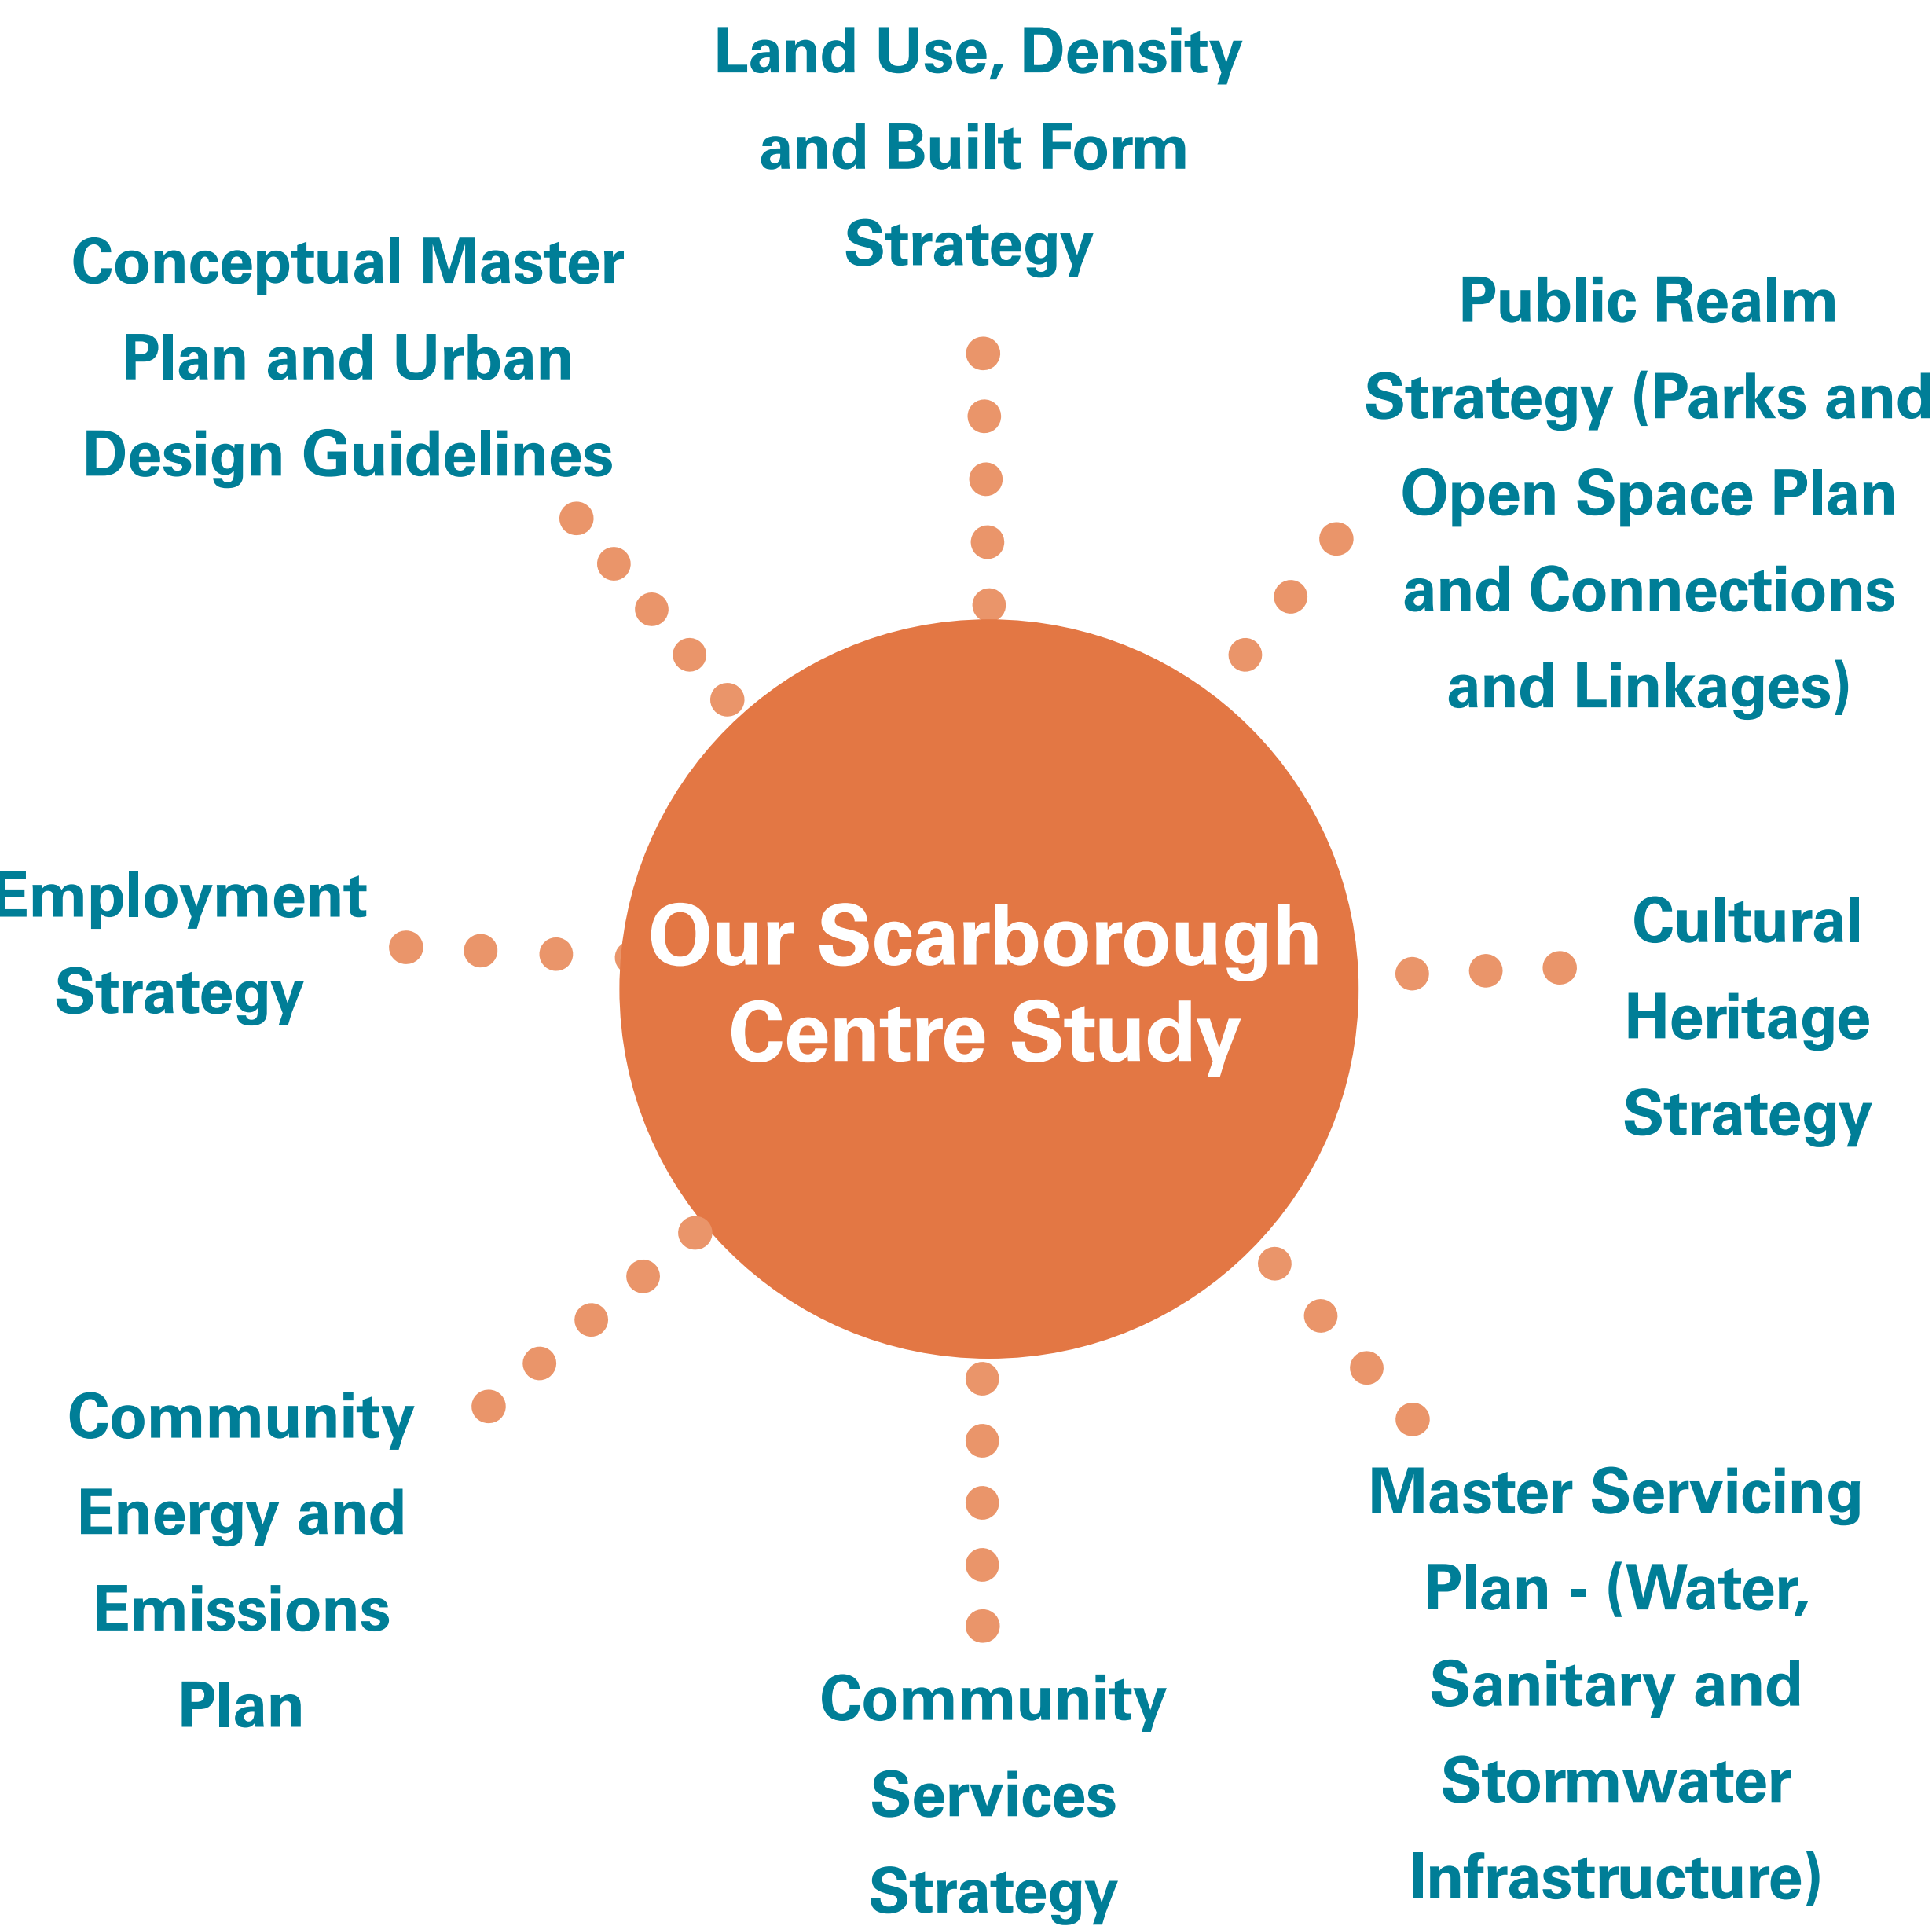 Land Use, Density
and Built Form
Strategy
Conceptual Master
Plan and Urban
Design Guidelines
Public Realm
Strategy (Parks and
Open Space Plan
and Connections
and Linkages)
Employment
Strategy
Our Scarborough
Centre Study
Cultural
Heritage
Strategy
Community
Energy and
Emissions
Plan
Community
Services
Strategy
Master Servicing
Plan - (Water,
Sanitary and
Stormwater
Infrastructure)